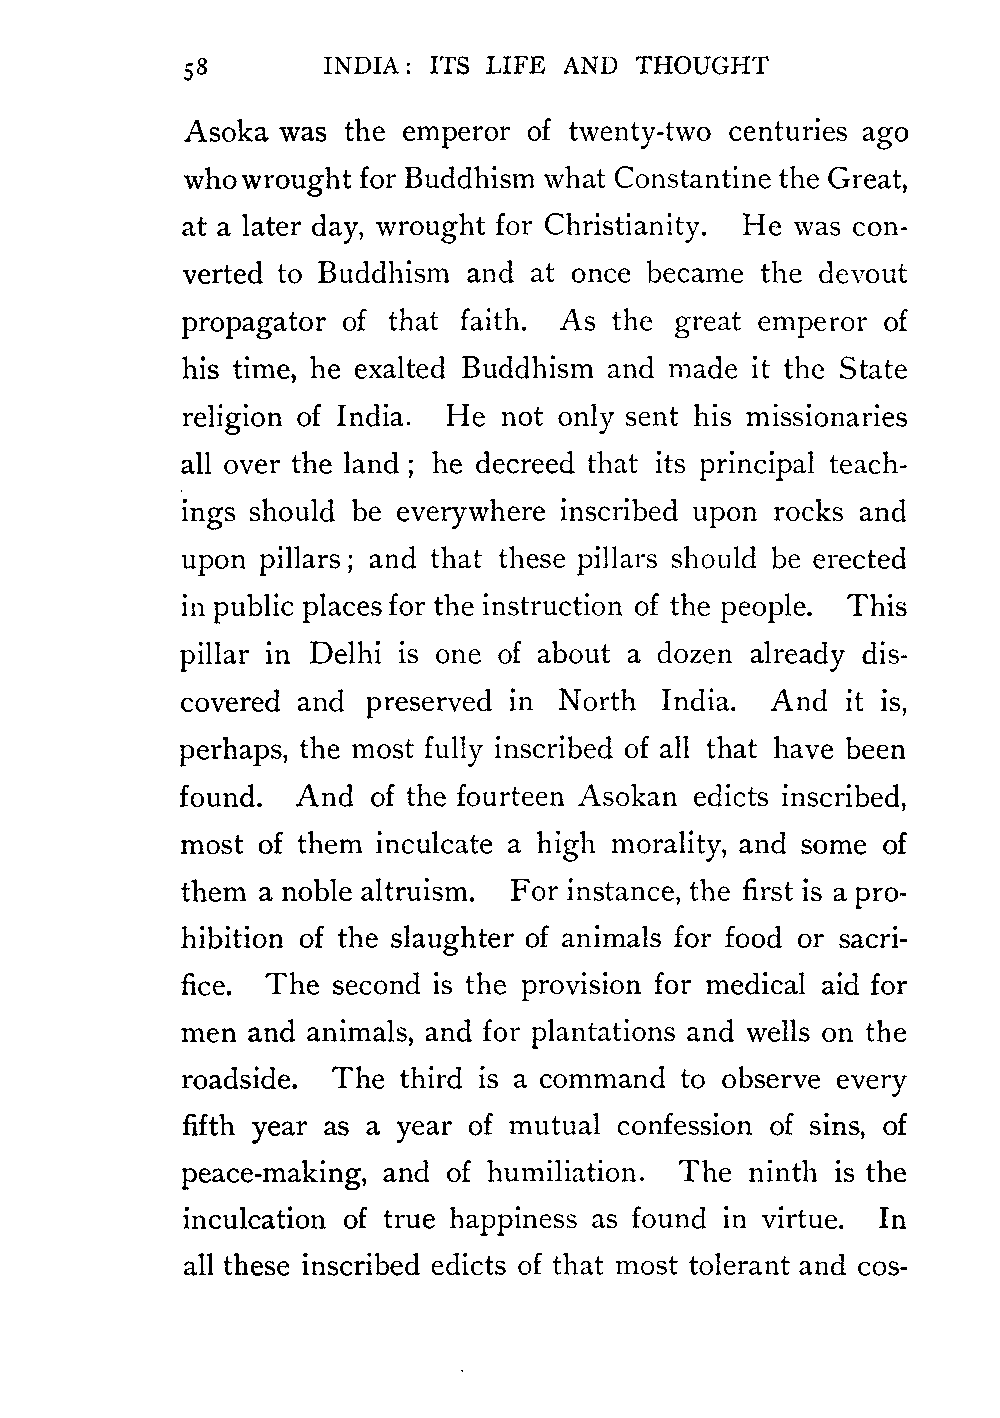 58 INDIA: ITS LIFE AND THOUGHT
Asoka was the emperor of twenty-two centuries ago
who wrought for Buddhism what Constantine the Great,
at a later day, wrought for Christianity. He was con-
verted to Buddhism and at once became the devout
propagator of that faith. As the great emperor of
his time, he exalted Buddhism and made it the State
religion of India. He not only sent his missionaries
all over the land; he decreed that its principal teach-
ings should be everywhere inscribed upon rocks and
upon pillars; and that these pillars should be erected
in public places for the instruction of the people. This
pillar in Delhi is one of about a dozen already dis-
covered and preserved in North India. And it is,
perhaps, the most fully inscribed of all that have been
found. And of the fourteen Asokan edicts inscribed,
most of them inculcate a high morality, and some of
them a noble altruism. For instance, the first is a pro-
hibition of the slaughter of animals for food or sacri-
fice. The second is the provision for medical aid for
men and animals, and for plantations and wells on the
roadside. The third is a command to observe every
fifth year as a year of mutual confession of sins, of
peace-making, and of humiliation. The ninth is the
inculcation of true happiness as found in virtue. In
all these inscribed edicts of that most tolerant and cos-